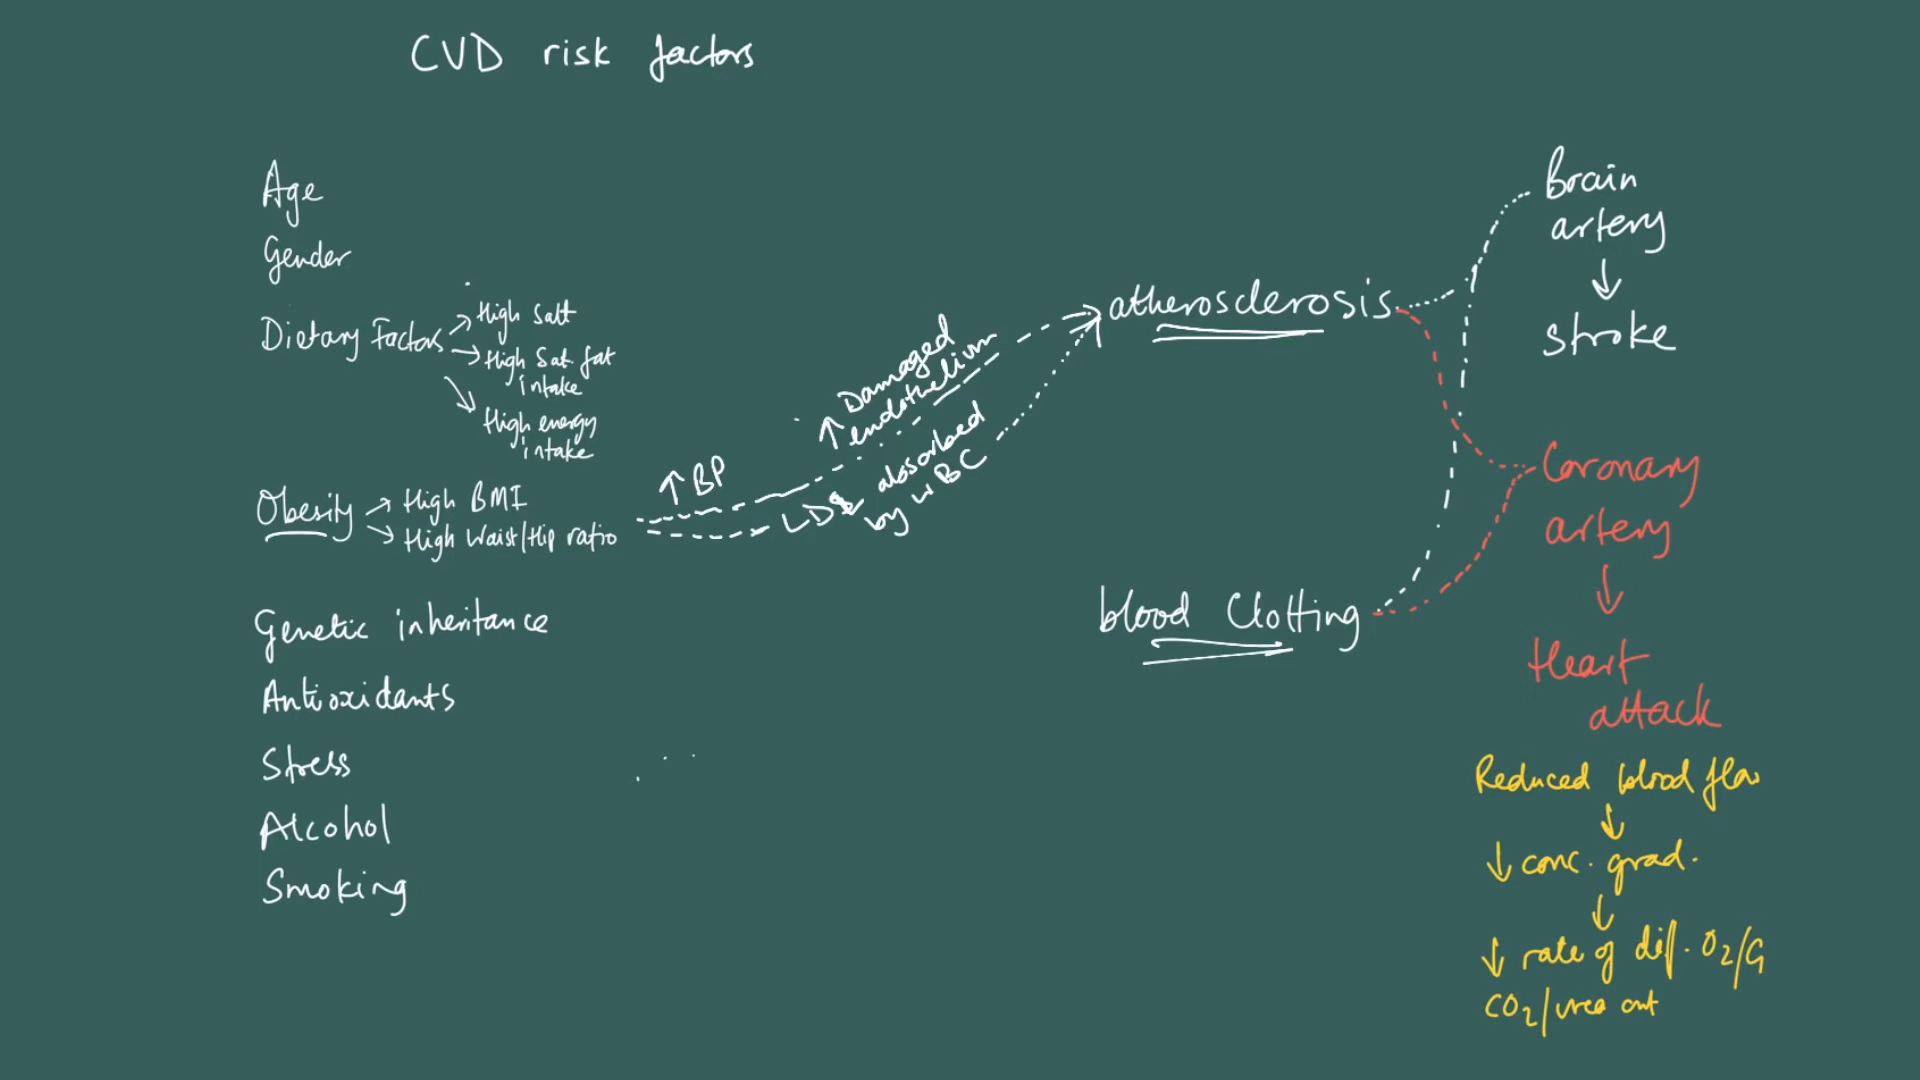 CVD risk factors
Age
Gender
Dietary Factors
High Salt
High Sat. fat
intake
High energy
intake
Obesity
High BMI
High Waist/Hip ratio
Genetic inheritance
Antioxidants
Stress
Alcohol
Smoking
↑ BP
↑ Damaged
endothelium
absorbed
by WBC
atherosclerosis
blood Clotting
Brain
artery
↓
stroke
Coronary
artery
↓
Heart
attack
Reduced blood flow
↓
↓ conc. grad.
↓
↓ rate of diff. O2/G
CO2/urea out